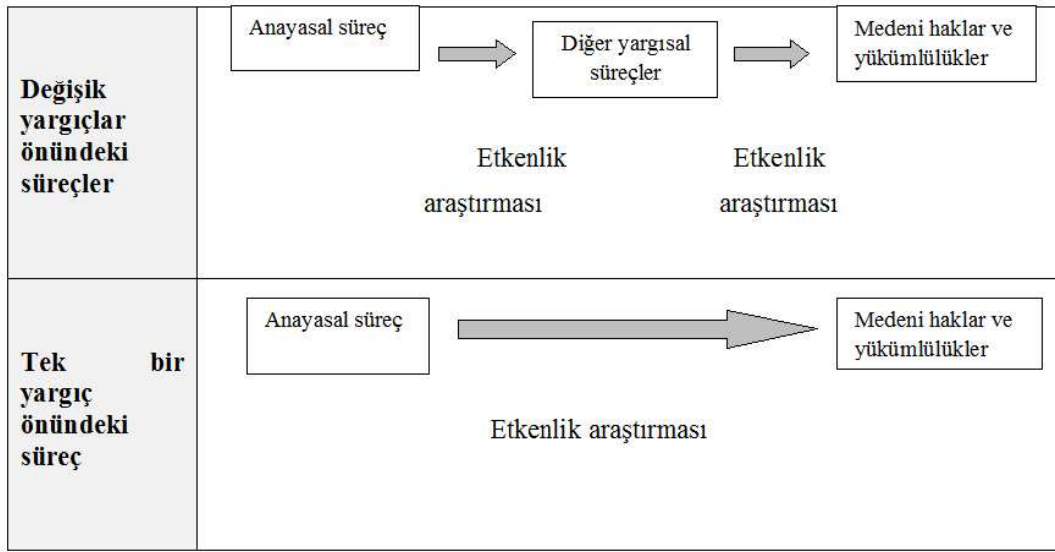 Değişik
yargıçlar
önündeki
süreçler
Anayasal süreç
Diğer yargısal
süreçler
Medeni haklar ve
yükümlülükler
Etkenlik
araştırması
Etkenlik
araştırması
Tek bir
yargıç
önündeki
süreç
Anayasal süreç
Medeni haklar ve
yükümlülükler
Etkenlik araştırması